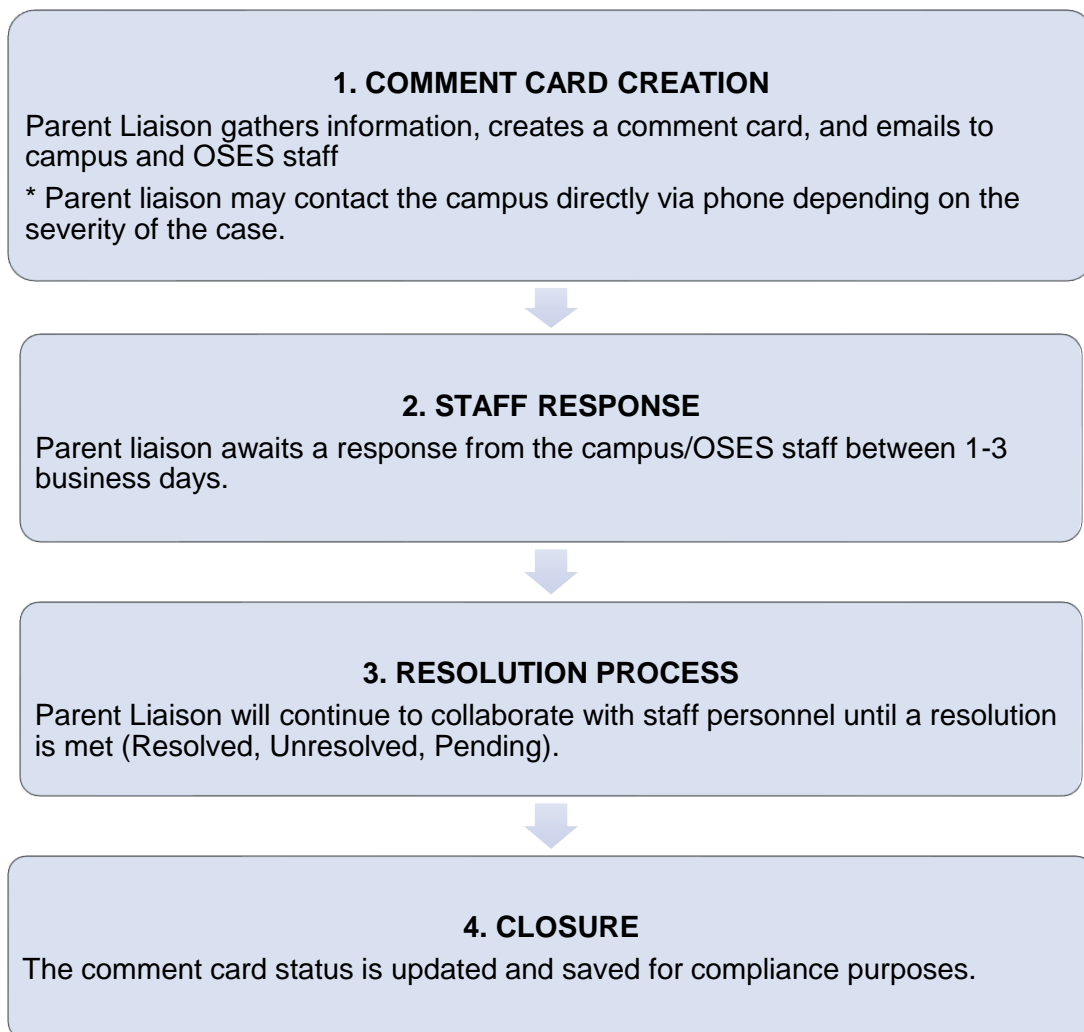 1. COMMENT CARD CREATION
Parent Liaison gathers information, creates a comment card, and emails to
campus and OSES staff
* Parent liaison may contact the campus directly via phone depending on the
severity of the case.
2. STAFF RESPONSE
Parent liaison awaits a response from the campus/OSES staff between 1-3
business days.
3. RESOLUTION PROCESS
Parent Liaison will continue to collaborate with staff personnel until a resolution
is met (Resolved, Unresolved, Pending).
4. CLOSURE
The comment card status is updated and saved for compliance purposes.